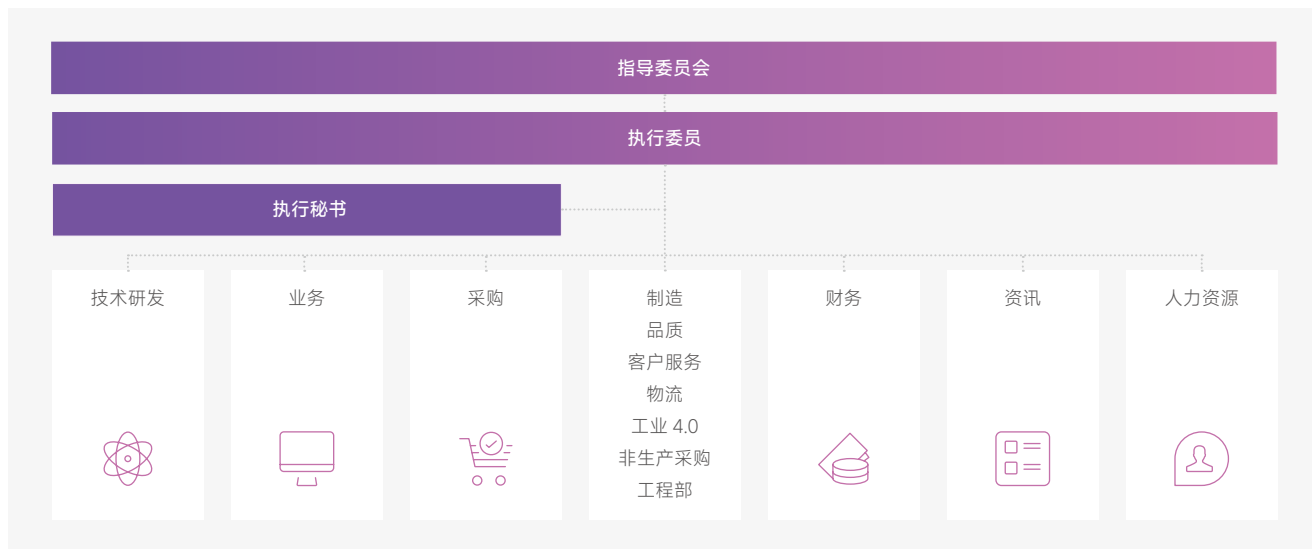 指导委员会
执行委员
执行秘书
技术研发
业务
采购
制造
品质
客户服务
物流
工业 4.0
非生产采购
工程部
财务
资讯
人力资源